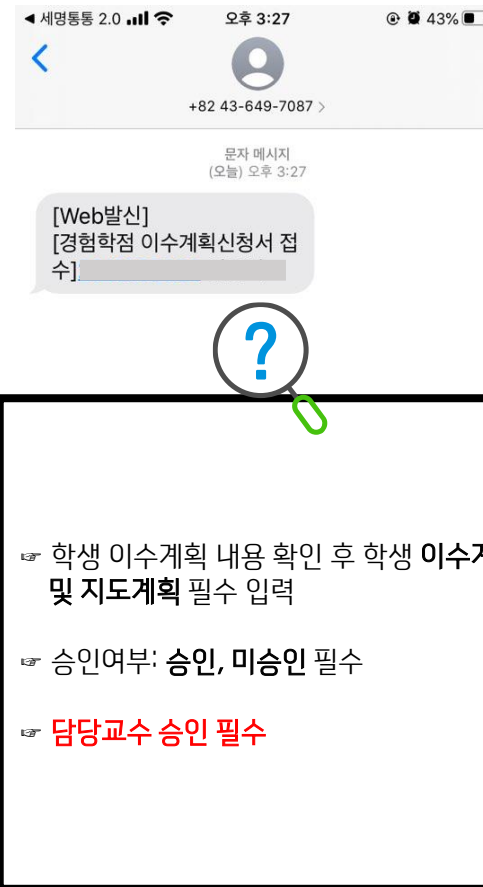 ◀ 세명통통 2.0 오후 3:27 43%
+82 43-649-7087 >
문자 메시지
(오늘) 오후 3:27
[Web발신]
[경험학점 이수계획신청서 접
수]
?
☞ 학생 이수계획 내용 확인 후 학생 이수계
및 지도계획 필수 입력
☞ 승인여부: 승인, 미승인 필수
☞ 담당교수 승인 필수